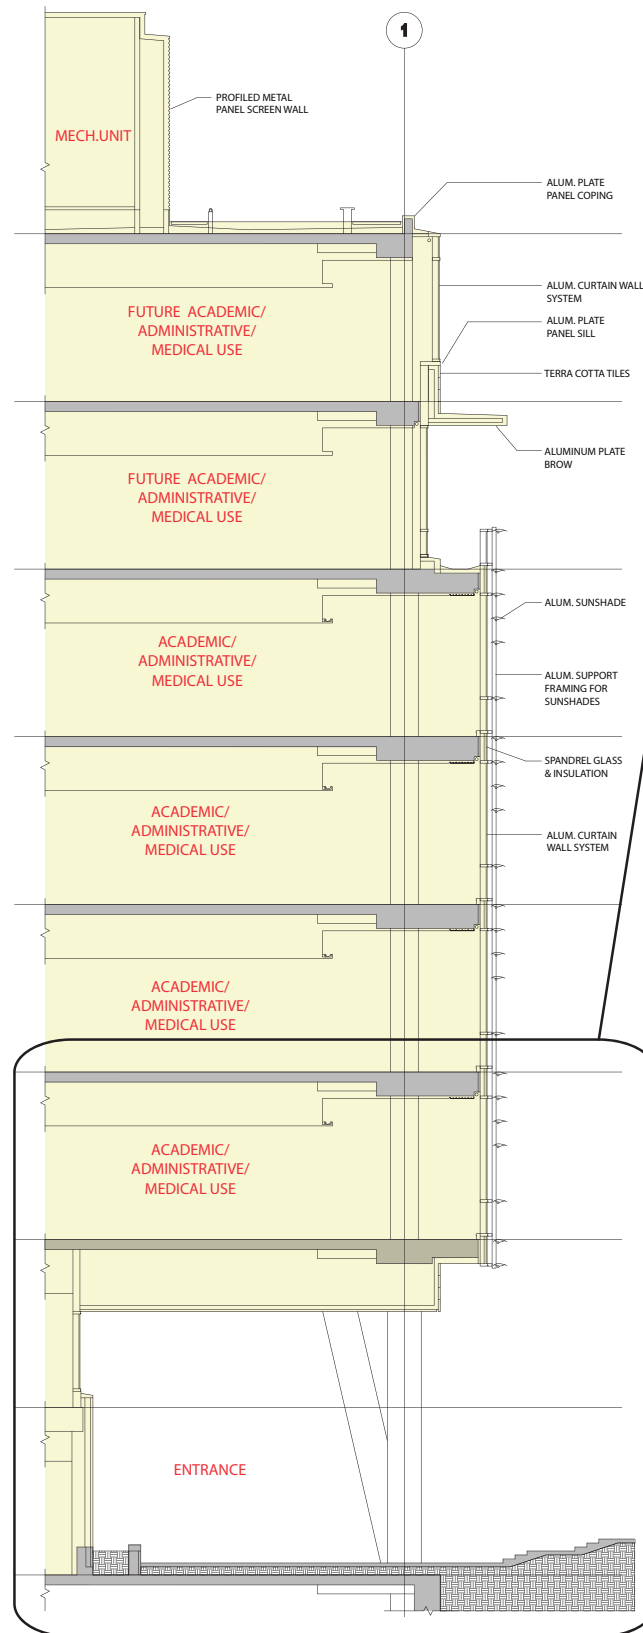 1
PROFILED METAL
PANEL SCREEN WALL
MECH.UNIT
ALUM. PLATE
PANEL COPING
ALUM. CURTAIN WALL
SYSTEM
FUTURE ACADEMIC/
ADMINISTRATIVE/
MEDICAL USE
ALUM. PLATE
PANEL SILL
TERRA COTTA TILES
ALUMINUM PLATE
BROW
FUTURE ACADEMIC/
ADMINISTRATIVE/
MEDICAL USE
ALUM. SUNSHADE
ACADEMIC/
ADMINISTRATIVE/
MEDICAL USE
ALUM. SUPPORT
FRAMING FOR
SUNSHADES
SPANDREL GLASS
& INSULATION
ACADEMIC/
ADMINISTRATIVE/
MEDICAL USE
ALUM. CURTAIN
WALL SYSTEM
ACADEMIC/
ADMINISTRATIVE/
MEDICAL USE
ACADEMIC/
ADMINISTRATIVE/
MEDICAL USE
ENTRANCE